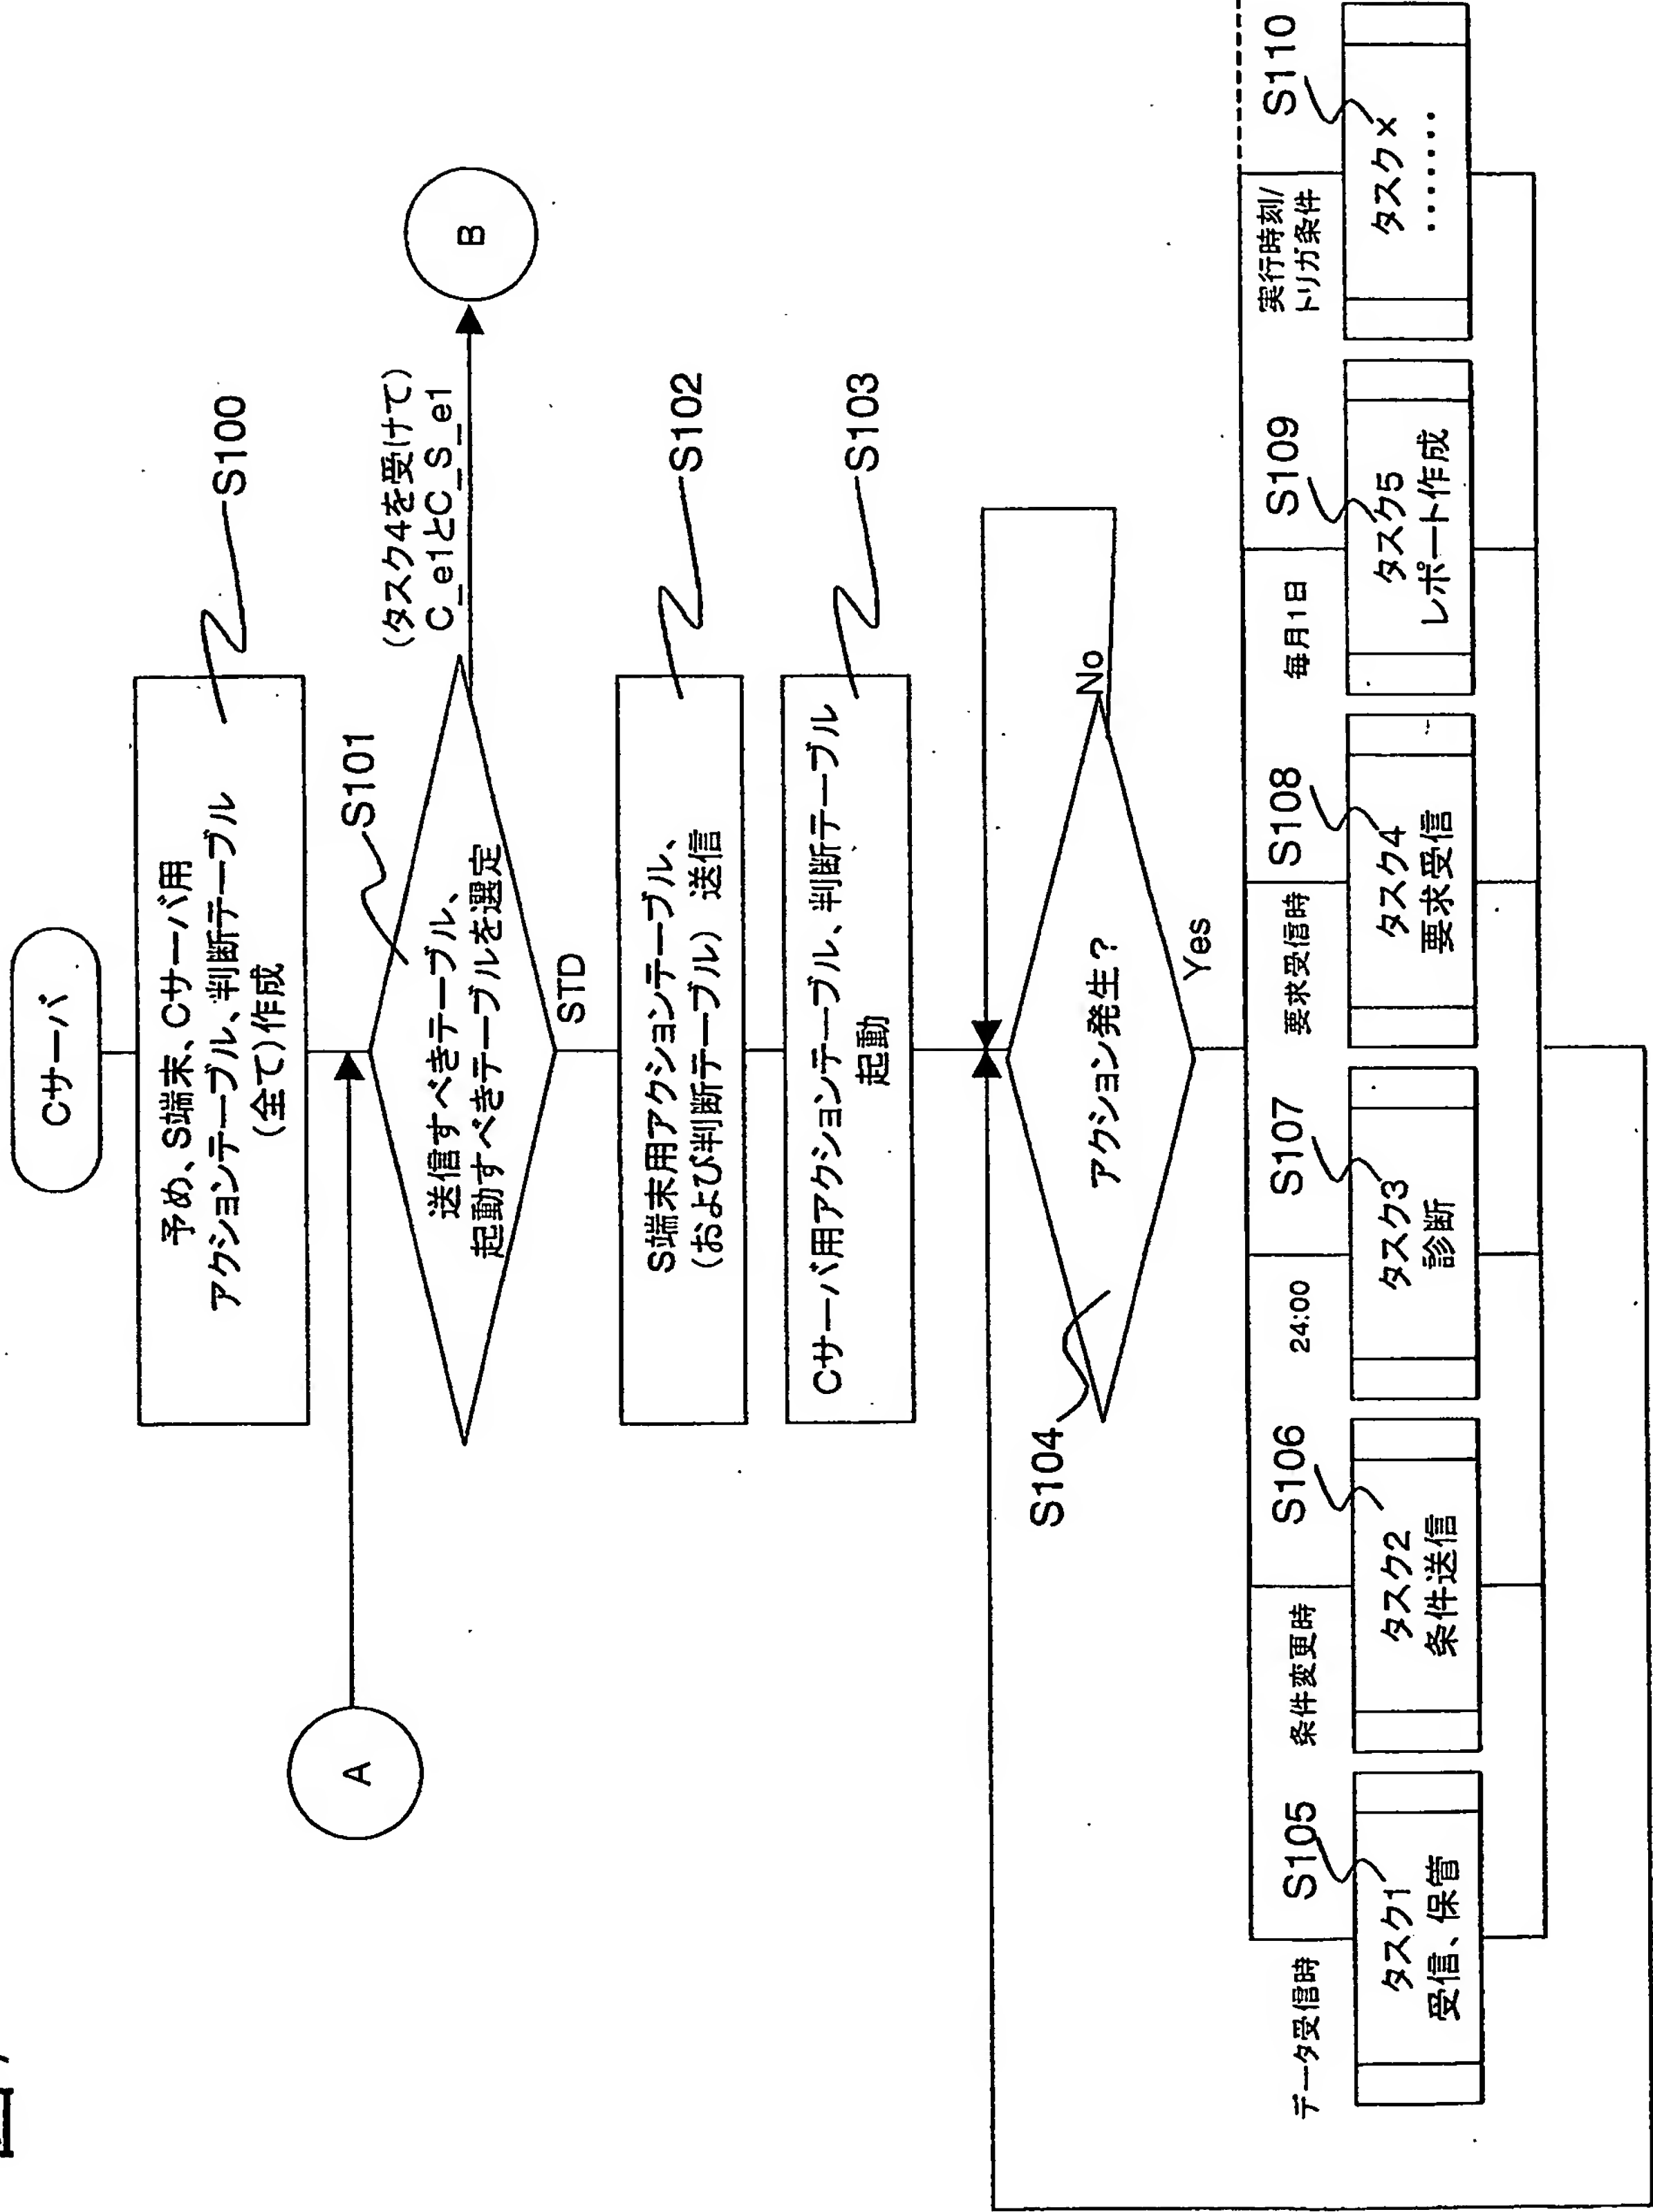 Cサーバ
予め、S端末、Cサーバ用
アクションテーブル、判断テーブル
(全て)作成
S100
A
S101
送信すべきテーブル、
起動すべきテーブルを選定
(タスク4を受けて)
C_e1とC_S_e1
B
STD
S端末用アクションテーブル、
(および判断テーブル) 送信
S102
Cサーバ用アクションテーブル、判断テーブル
起動
S103
S104
アクション発生?
No
Yes
データ受信時
S105
タスク1
受信、保管
条件変更時
S106
タスク2
条件送信
24:00
S107
タスク3
診断
要求受信時
S108
タスク4
要求受信
毎月1日
S109
タスク5
レポート作成
実行時刻/
トリガ条件
S110
タスク×
・・・・・・・